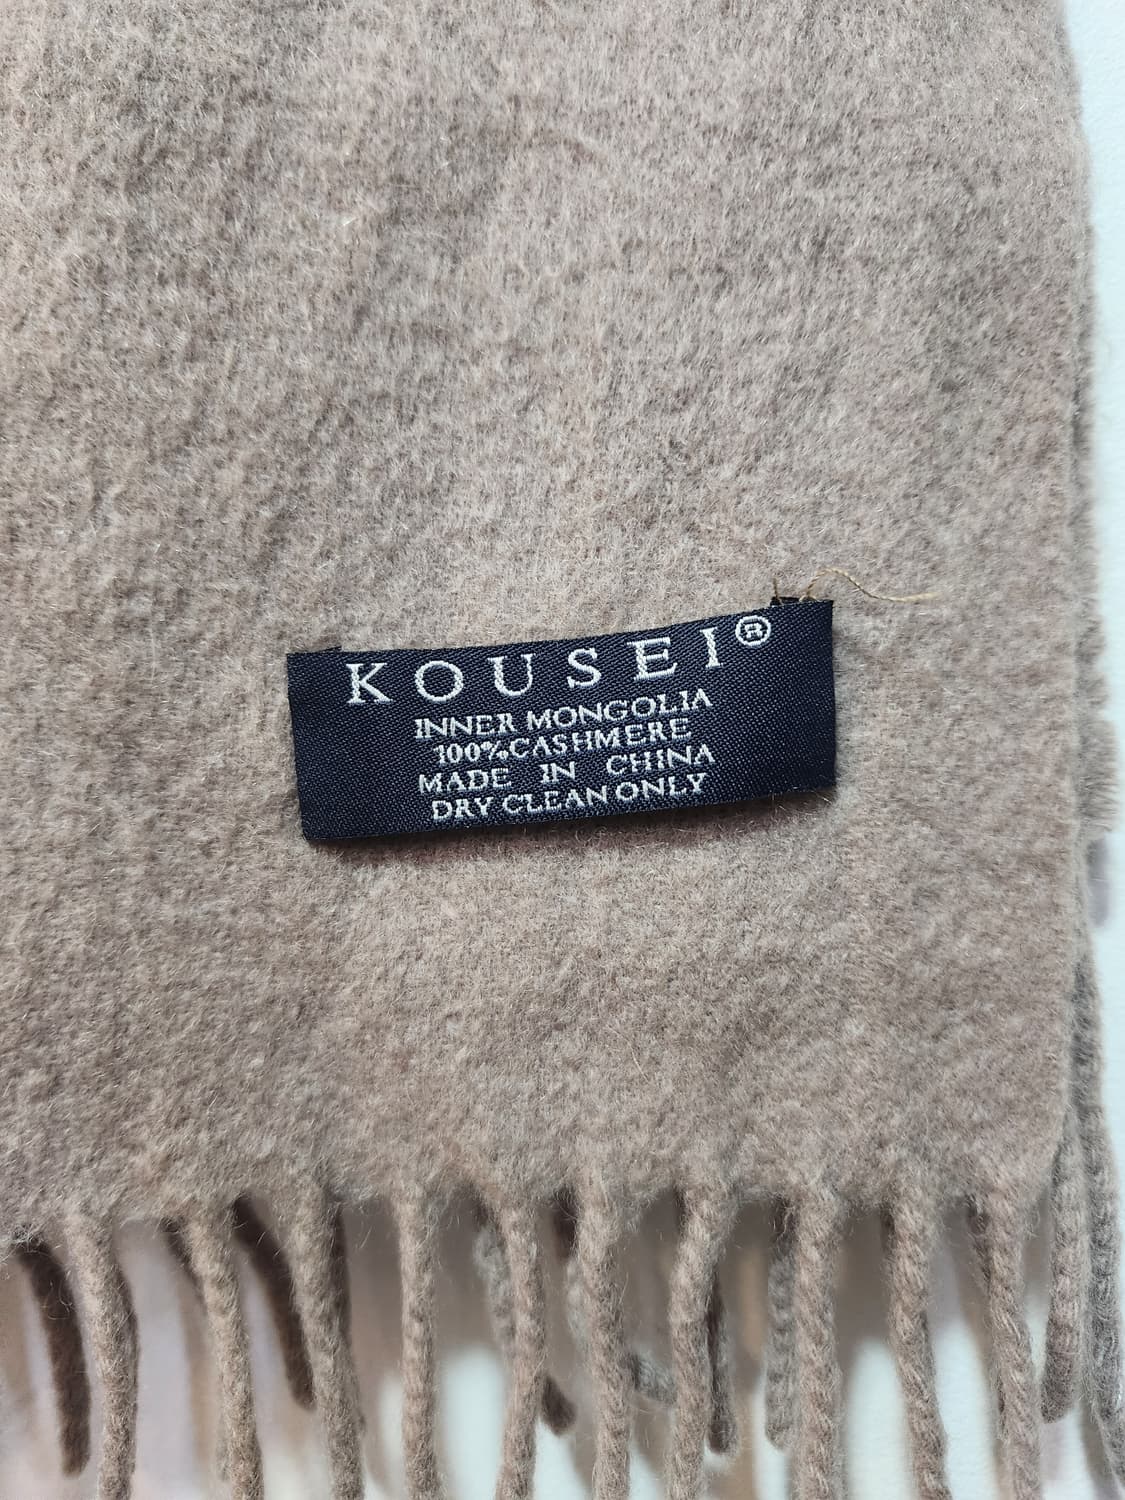 KOUSEI®
INNER MONGOLIA
100%CASHMERE
MADE IN CHINA
DRY CLEAN ONLY